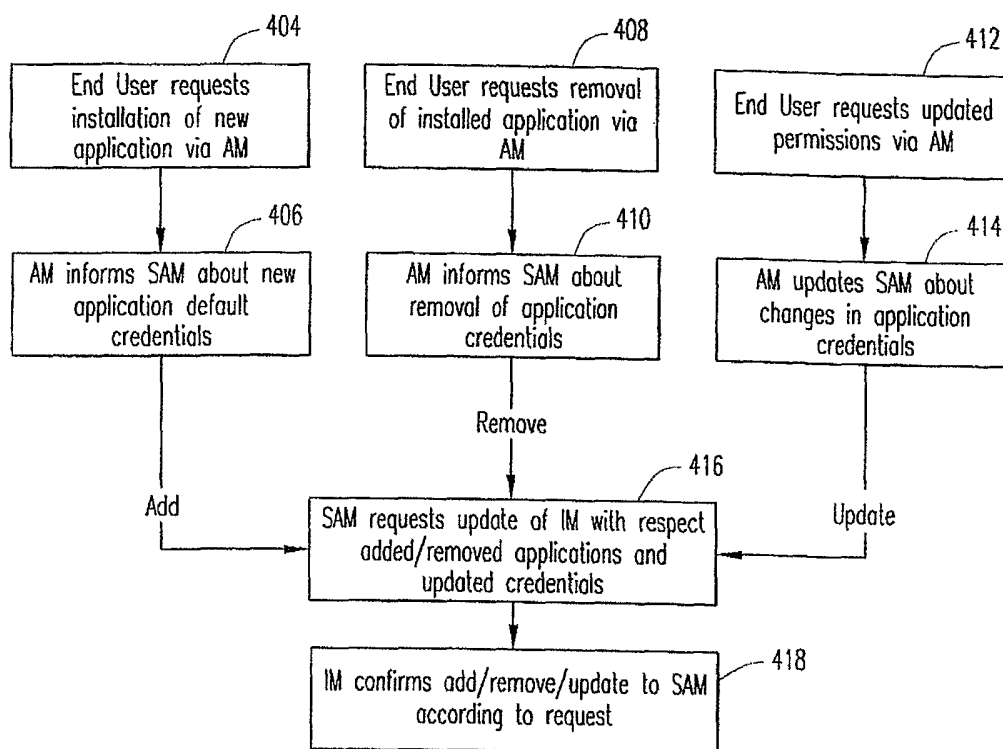 404
End User requests
installation of new
application via AM
408
End User requests removal
of installed application via
AM
412
End User requests updated
permissions via AM
406
AM informs SAM about new
application default
credentials
410
AM informs SAM about
removal of application
credentials
414
AM updates SAM about
changes in application
credentials
Add
Remove
Update
416
SAM requests update of IM with respect
added/removed applications and
updated credentials
418
IM confirms add/remove/update to SAM
according to request